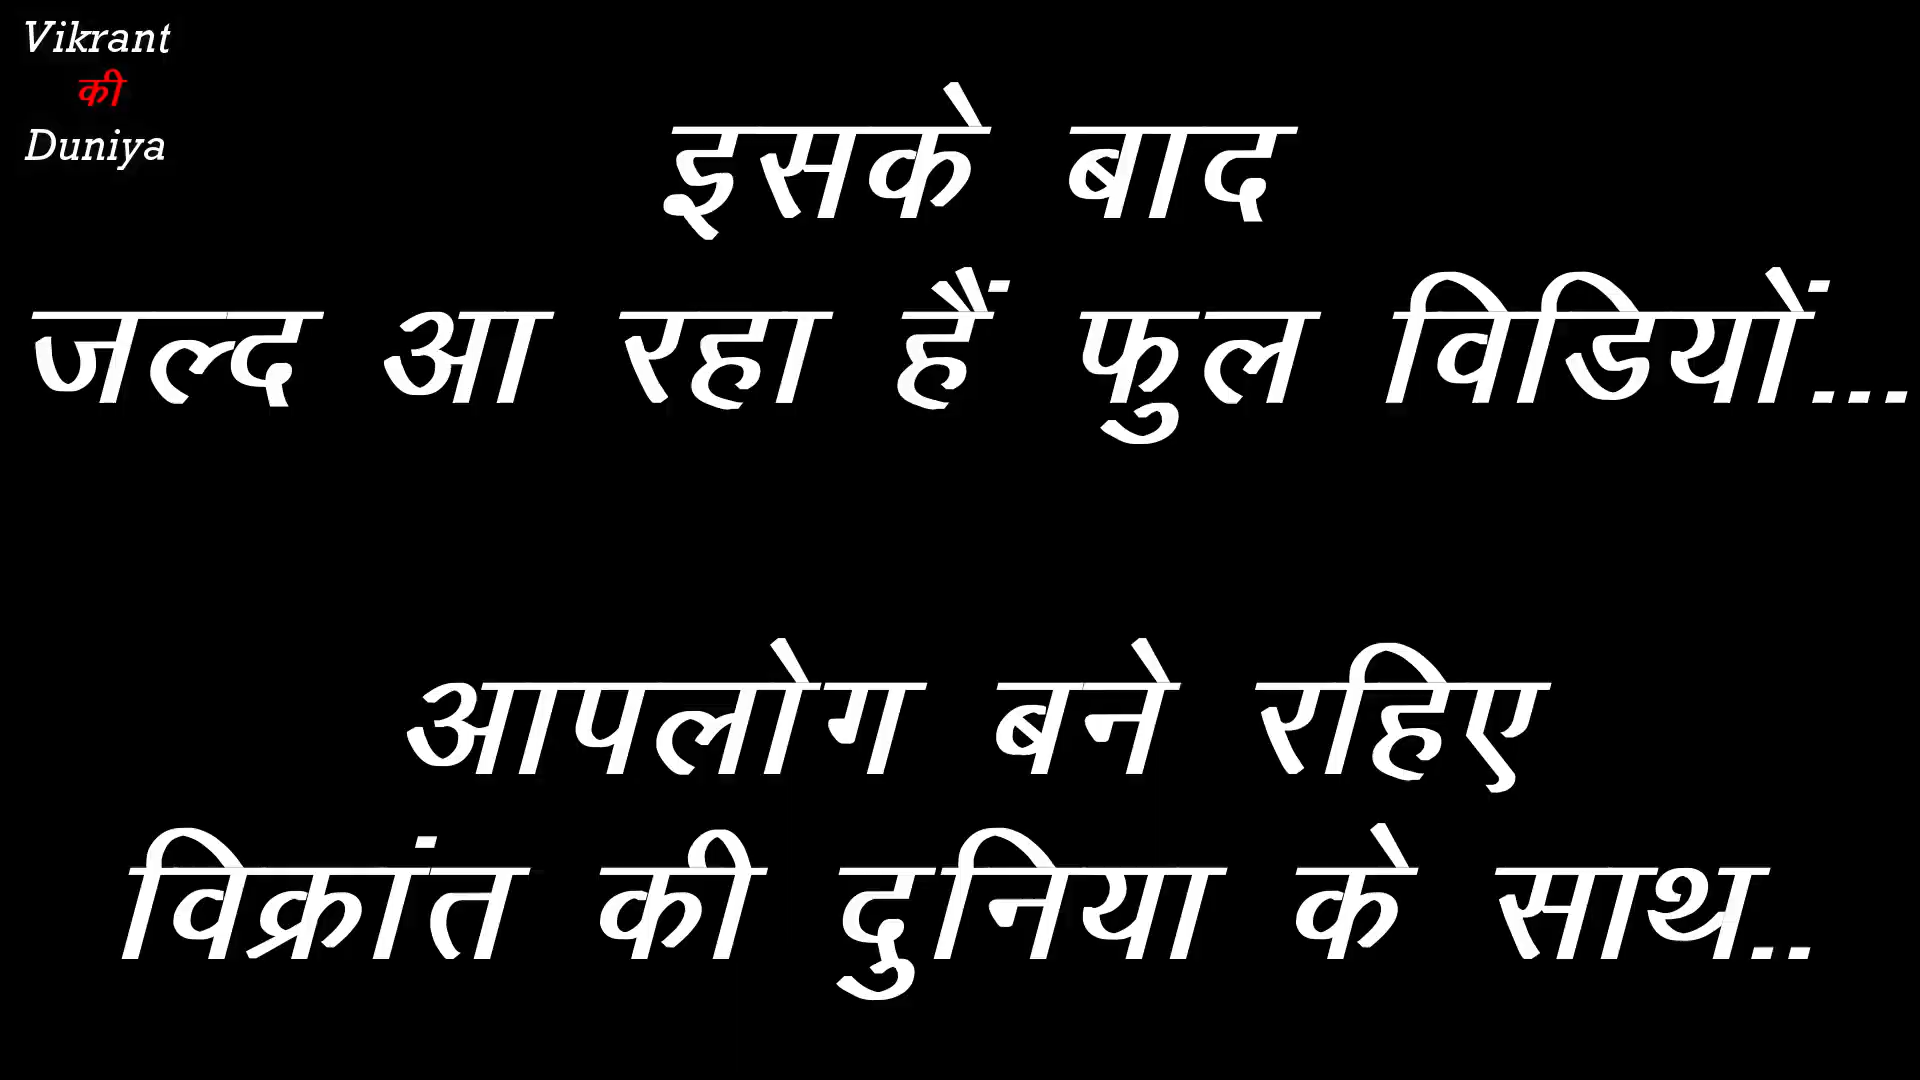 Vikrant
की
Duniya
इसके बाद
जल्द आ रहा हैं फुल विडियों...
आपलोग बने रहिए
विक्रांत की दुनिया के साथ..